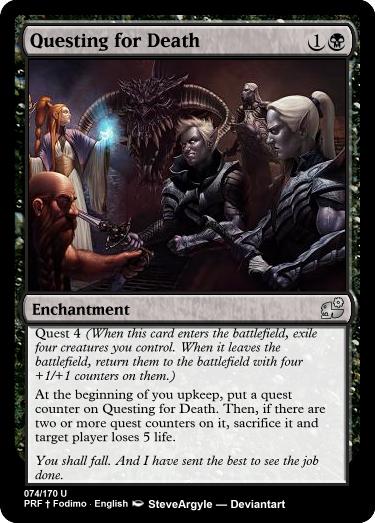 Questing for Death 1
Enchantment
Quest 4 (When this card enters the battlefield, exile
four creatures you control. When it leaves the
battlefield, return them to the battlefield with four
+1/+1 counters on them.)
At the beginning of you upkeep, put a quest
counter on Questing for Death. Then, if there are
two or more quest counters on it, sacrifice it and
target player loses 5 life.
You shall fall. And I have sent the best to see the job
done.
074/170 U
PRF † Fodimo · English SteveArgyle — Deviantart